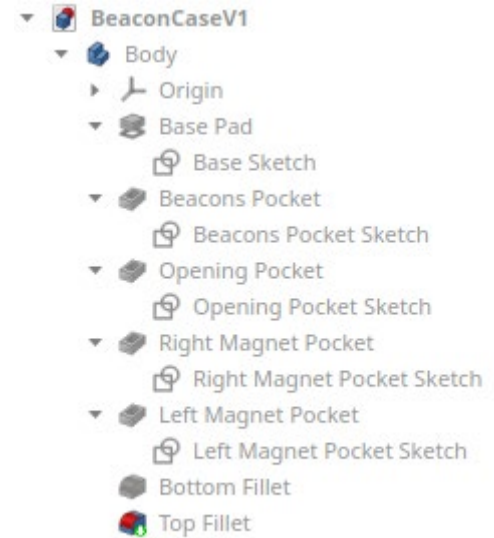 BeaconCaseV1
Body
Origin
Base Pad
Base Sketch
Beacons Pocket
Beacons Pocket Sketch
Opening Pocket
Opening Pocket Sketch
Right Magnet Pocket
Right Magnet Pocket Sketch
Left Magnet Pocket
Left Magnet Pocket Sketch
Bottom Fillet
Top Fillet